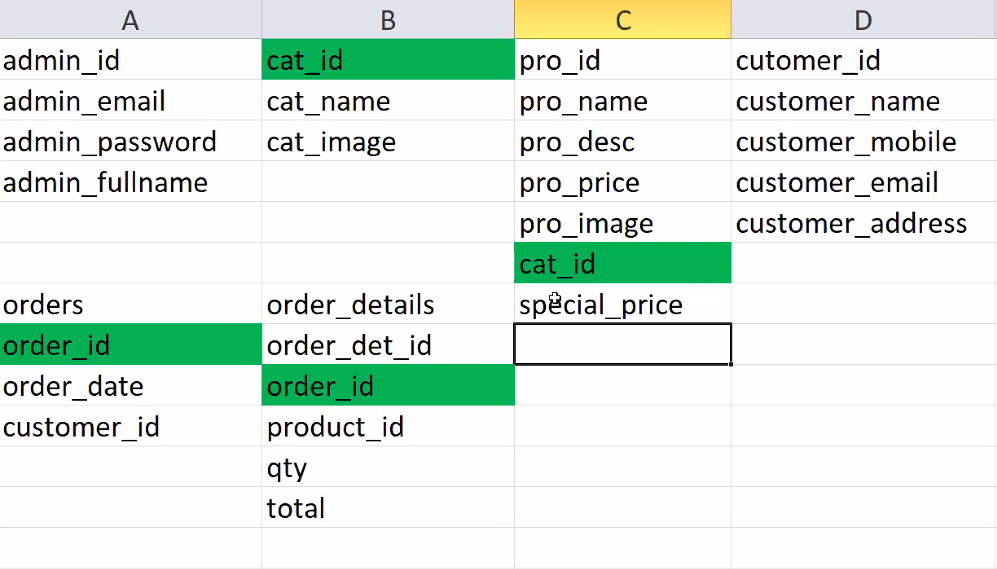 A B C D
admin_id cat_id pro_id cutomer_id
admin_email cat_name pro_name customer_name
admin_password cat_image pro_desc customer_mobile
admin_fullname pro_price customer_email
pro_image customer_address
cat_id
orders order_details special_price
order_id order_det_id
order_date order_id
customer_id product_id
qty
total